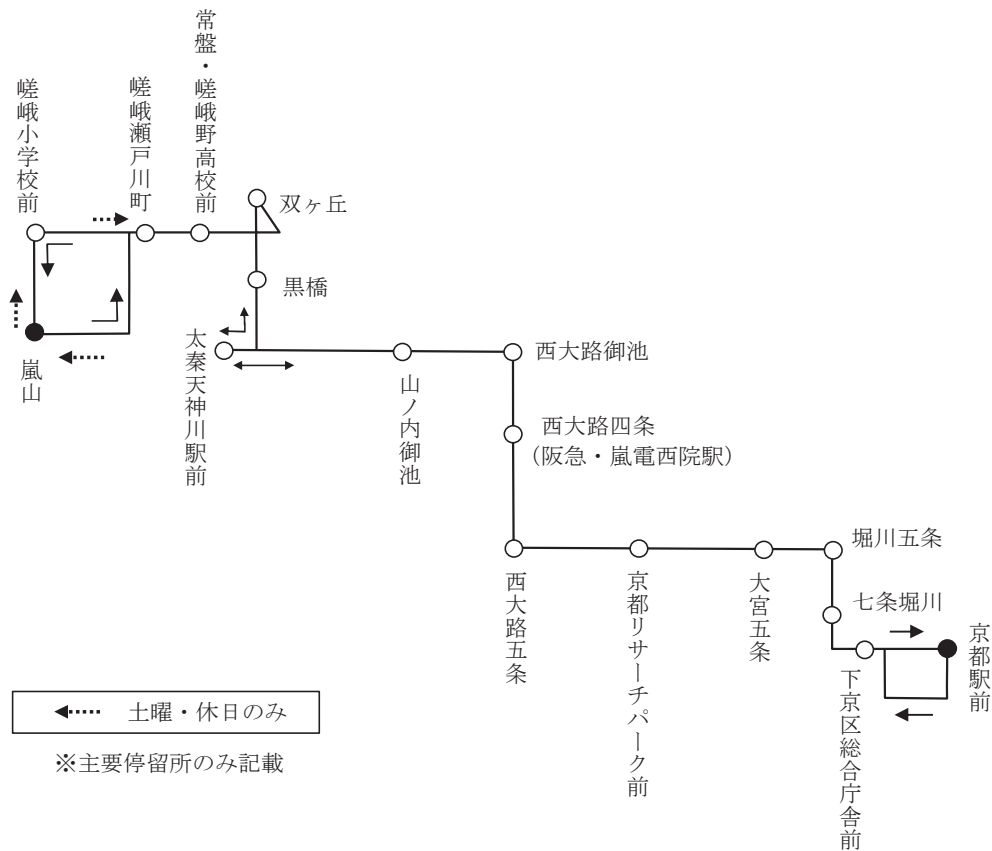 常盤・嵯峨野高校前
嵯峨瀬戸川町
嵯峨小学校前
双ヶ丘
黒橋
嵐山
太秦天神川駅前
山ノ内御池
西大路御池
西大路四条
（阪急・嵐電西院駅）
西大路五条
京都リサーチパーク前
大宮五条
堀川五条
七条堀川
下京区総合庁舎前
京都駅前
土曜・休日のみ
※主要停留所のみ記載